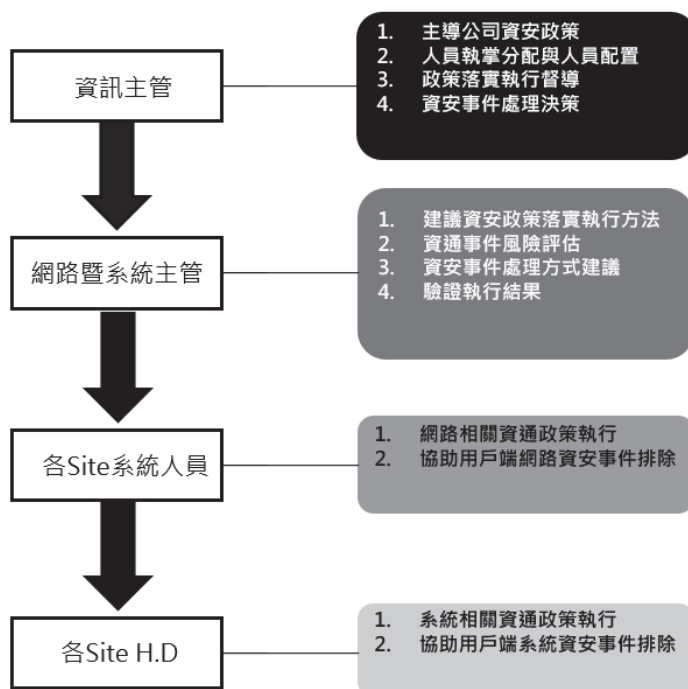 資訊主管
1. 主導公司資安政策
2. 人員執掌分配與人員配置
3. 政策落實執行督導
4. 資安事件處理決策
網路暨系統主管
1. 建議資安政策落實執行方法
2. 資通事件風險評估
3. 資安事件處理方式建議
4. 驗證執行結果
各Site系統人員
1. 網路相關資通政策執行
2. 協助用戶端網路資安事件排除
各Site H.D
1. 系統相關資通政策執行
2. 協助用戶端系統資安事件排除